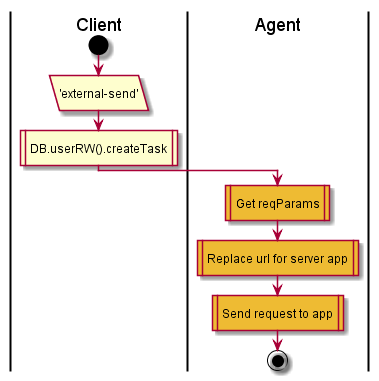 Client
Agent
'external-send'
DB.userRW().createTask
Get reqParams
Replace url for server app
Send request to app